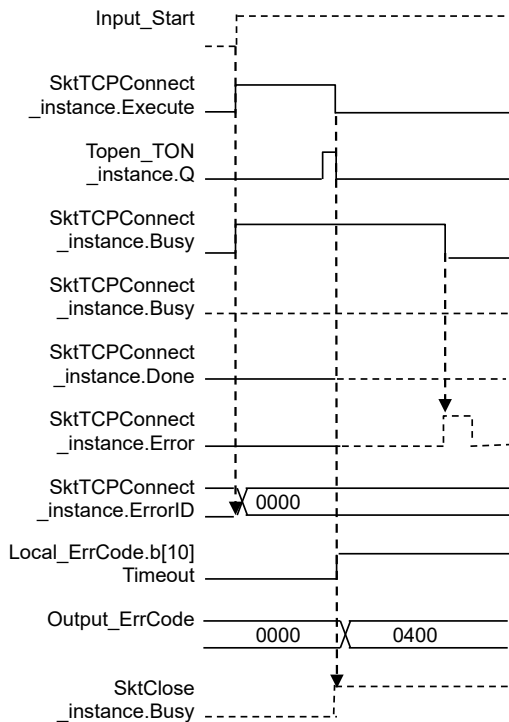 Input_Start
SktTCPConnect
_instance.Execute
Topen_TON
_instance.Q
SktTCPConnect
_instance.Busy
SktTCPConnect
_instance.Busy
SktTCPConnect
_instance.Done
SktTCPConnect
_instance.Error
SktTCPConnect
_instance.ErrorID
0000
Local_ErrCode.b[10]
Timeout
Output_ErrCode
0000
0400
SktClose
_instance.Busy